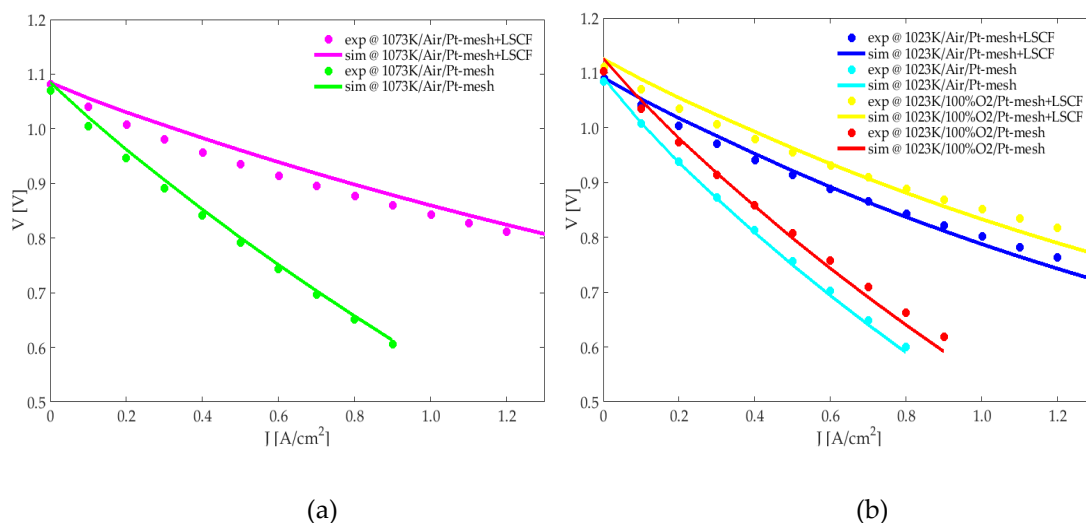 1.2
1.1
1.0
0.9
0.8
0.7
0.6
0.5
V [V]
0
0.2
0.4
0.6
0.8
1.0
1.2
J [A/cm²]
exp @ 1073K/Air/Pt-mesh+LSCF
sim @ 1073K/Air/Pt-mesh+LSCF
exp @ 1073K/Air/Pt-mesh
sim @ 1073K/Air/Pt-mesh
(a)
1.2
1.1
1.0
0.9
0.8
0.7
0.6
0.5
V [V]
0
0.2
0.4
0.6
0.8
1.0
1.2
J [A/cm²]
exp @ 1023K/Air/Pt-mesh+LSCF
sim @ 1023K/Air/Pt-mesh+LSCF
exp @ 1023K/Air/Pt-mesh
sim @ 1023K/Air/Pt-mesh
exp @ 1023K/100%O2/Pt-mesh+LSCF
sim @ 1023K/100%O2/Pt-mesh+LSCF
exp @ 1023K/100%O2/Pt-mesh
sim @ 1023K/100%O2/Pt-mesh
(b)